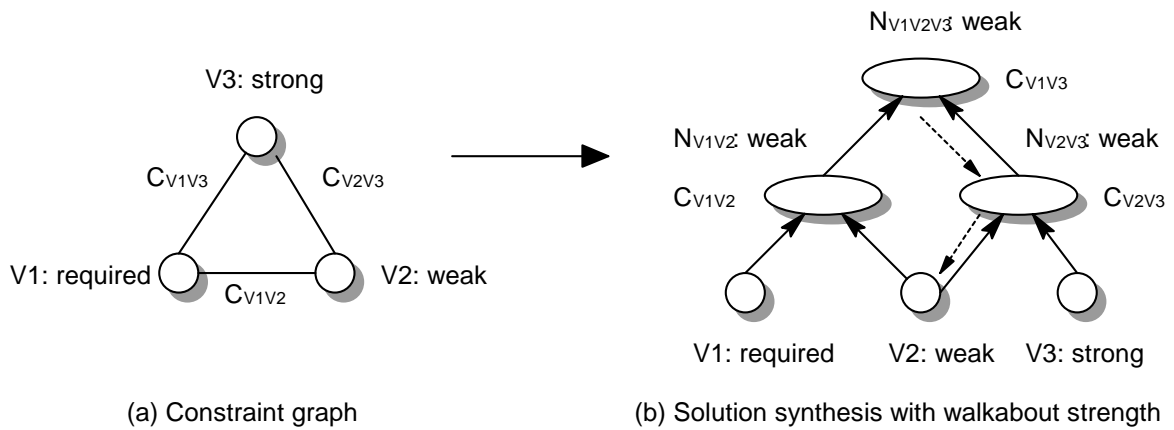 V3: strong
CV1V3
CV2V3
V1: required
CV1V2
V2: weak
(a) Constraint graph
NV1V2V3: weak
CV1V3
NV1V2: weak
NV2V3: weak
CV1V2
CV2V3
V1: required
V2: weak
V3: strong
(b) Solution synthesis with walkabout strength